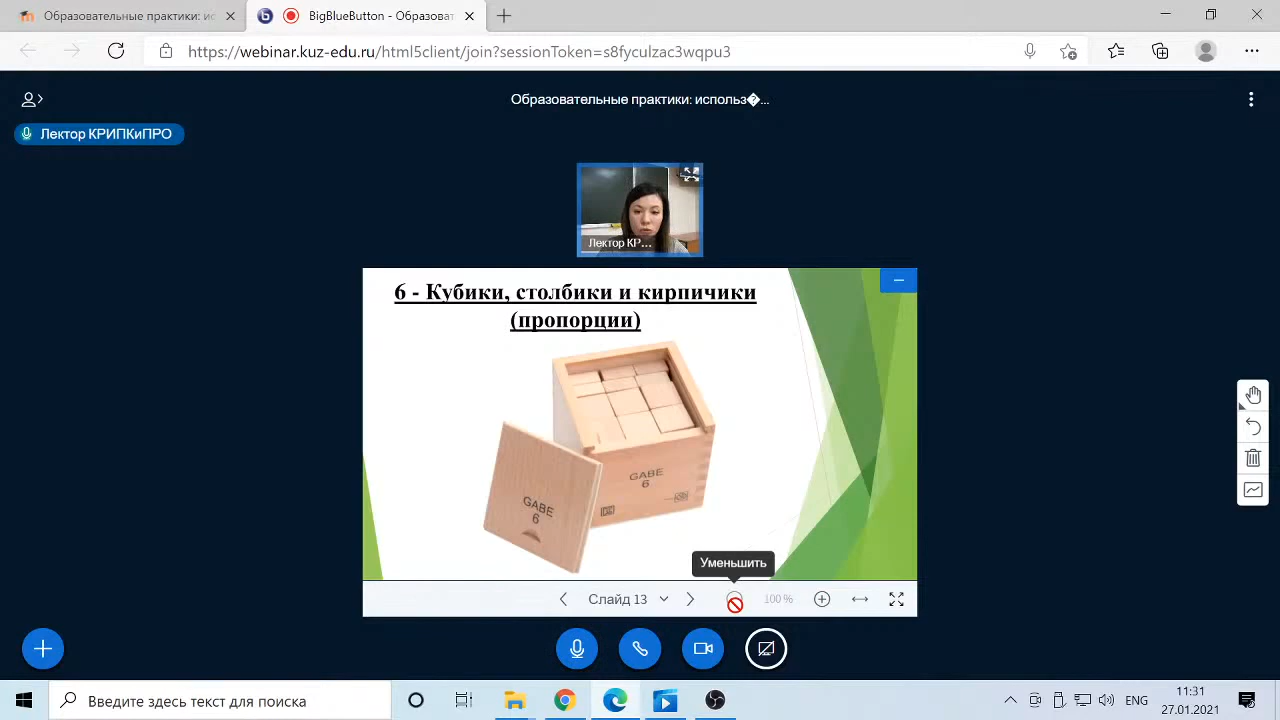 Образовательные практики: ис
BigBlueButton - Образоват
https://webinar.kuz-edu.ru/html5client/join?sessionToken=s8fyculzac3wqpu3
Образовательные практики: использ�...
Лектор КРИПКиПРО
Лектор КР...
6 - Кубики, столбики и кирпичики
(пропорции)
GABE
6
GABE
6
Уменьшить
Слайд 13
100 %
Введите здесь текст для поиска
ENG
11:31
27.01.2021